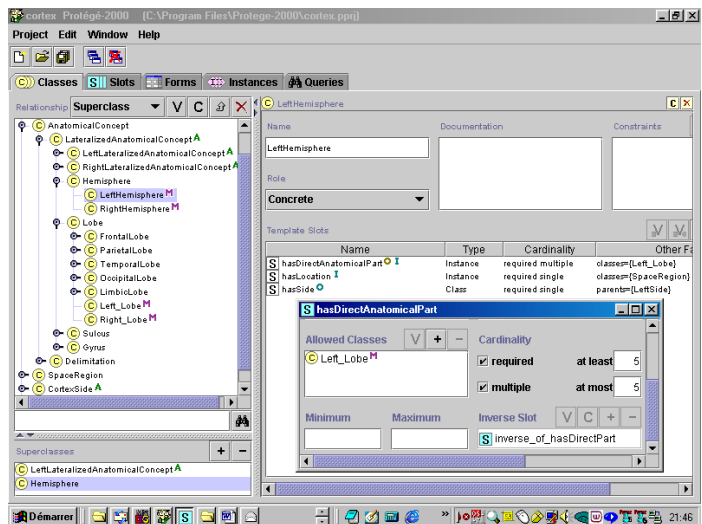 cortex Protégé-2000 [C:\Program Files\Protege-2000\cortex.pprj]
Project Edit Window Help
C Classes S Slots Forms Instances Queries
Relationship Superclass V C
C AnatomicalConcept
C LateralizedAnatomicalConcept A
C LeftLateralizedAnatomicalConcept A
C RightLateralizedAnatomicalConcept A
C Hemisphere
C LeftHemisphere M
C RightHemisphere M
C Lobe
C FrontalLobe
C ParietalLobe
C TemporalLobe
C OccipitalLobe
C LimbicLobe
C Left_Lobe M
C Right_Lobe M
C Sulcus
C Gyrus
C Delimitation
C SpaceRegion
C CortexSide A
Superclasses + -
C LeftLateralizedAnatomicalConcept A
C Hemisphere
C LeftHemisphere C ×
Name Documentation Constraints
LeftHemisphere
Role
Concrete
Template Slots V V
Name Type Cardinality Other Fa
S hasDirectAnatomicalPart O I Instance required multiple classes={Left_Lobe}
S hasLocation I Instance required single classes={SpaceRegion}
S hasSide O Class required single parents={LeftSide}
S hasDirectAnatomicalPart
Allowed Classes V + - Cardinality
C Left_Lobe M
required at least 5
multiple at most 5
Minimum Maximum Inverse Slot V C + -
S inverse_of_hasDirectPart
Démarrer S » 21:46